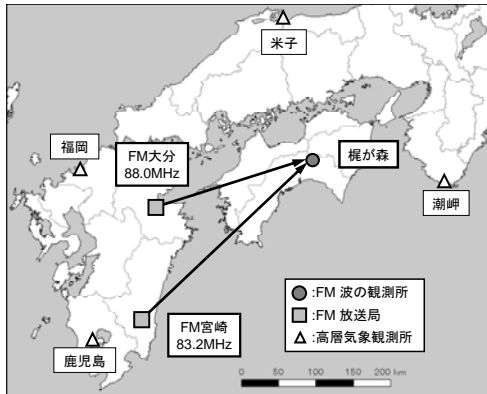 米子
福岡
FM大分
88.0MHz
梶が森
潮岬
FM宮崎
83.2MHz
鹿児島
:FM 波の観測所
:FM 放送局
:高層気象観測所
0 50 100 150 200 km